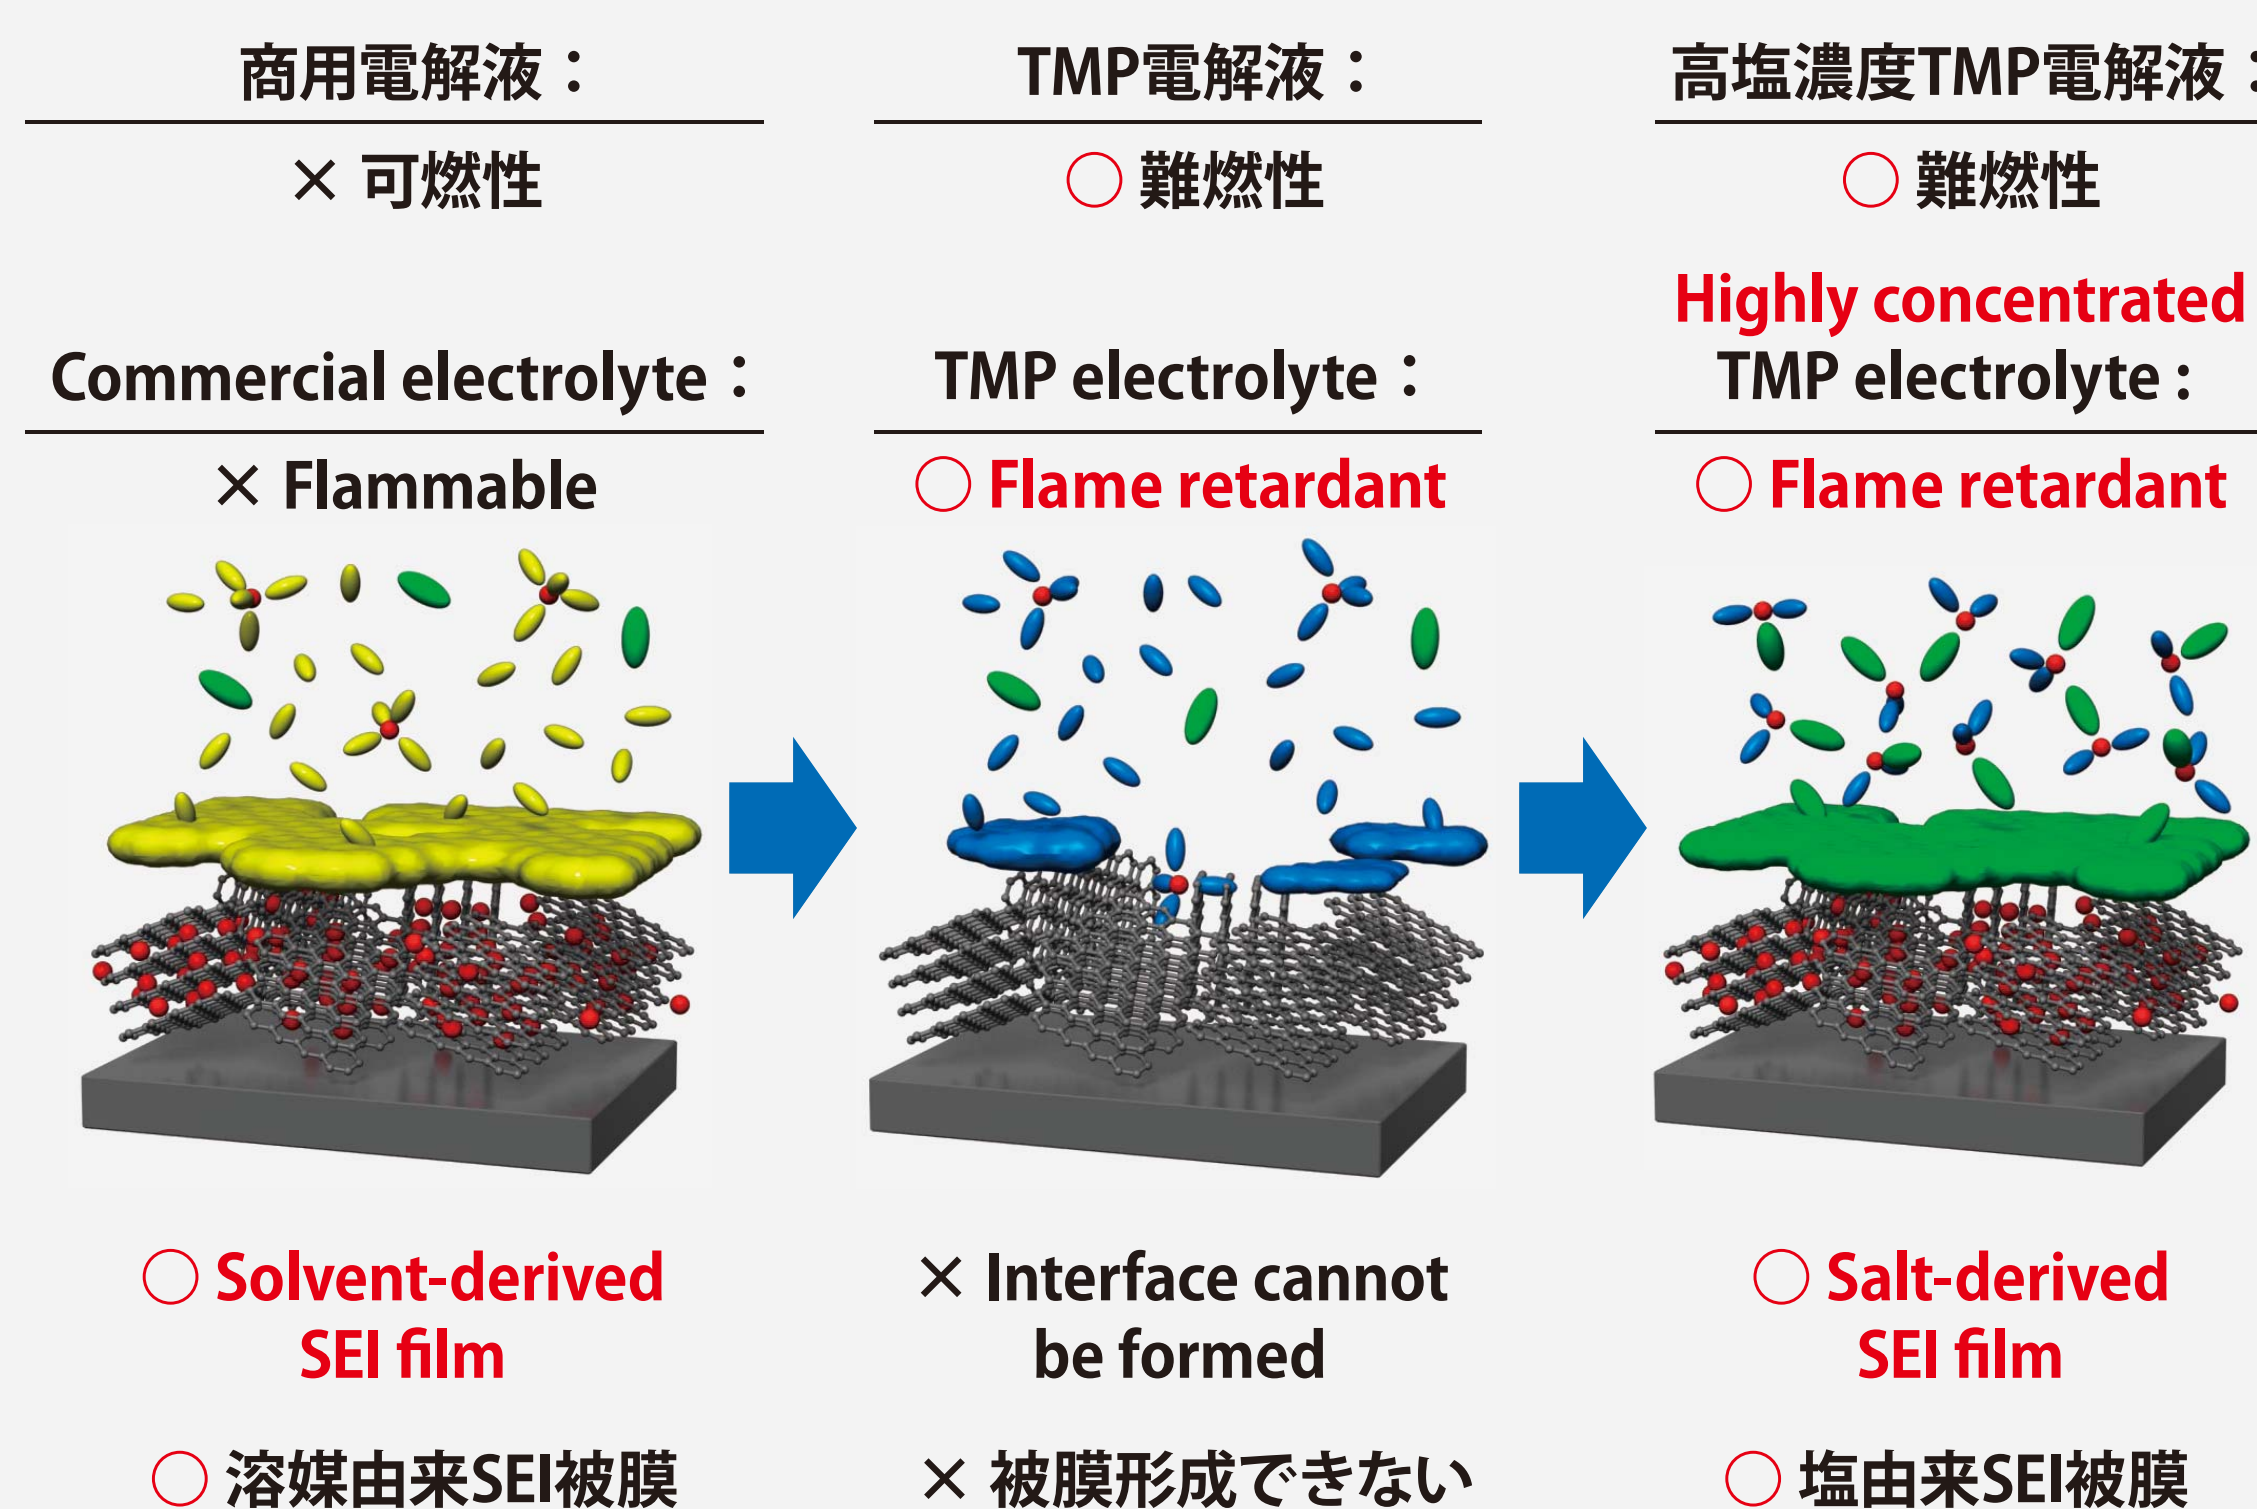 商用電解液：
× 可燃性
Commercial electrolyte：
× Flammable
○ Solvent-derived
SEI film
○ 溶媒由来SEI被膜
TMP電解液：
○ 難燃性
TMP electrolyte：
○ Flame retardant
× Interface cannot
be formed
× 被膜形成できない
高塩濃度TMP電解液：
○ 難燃性
Highly concentrated
TMP electrolyte :
○ Flame retardant
○ Salt-derived
SEI film
○ 塩由来SEI被膜